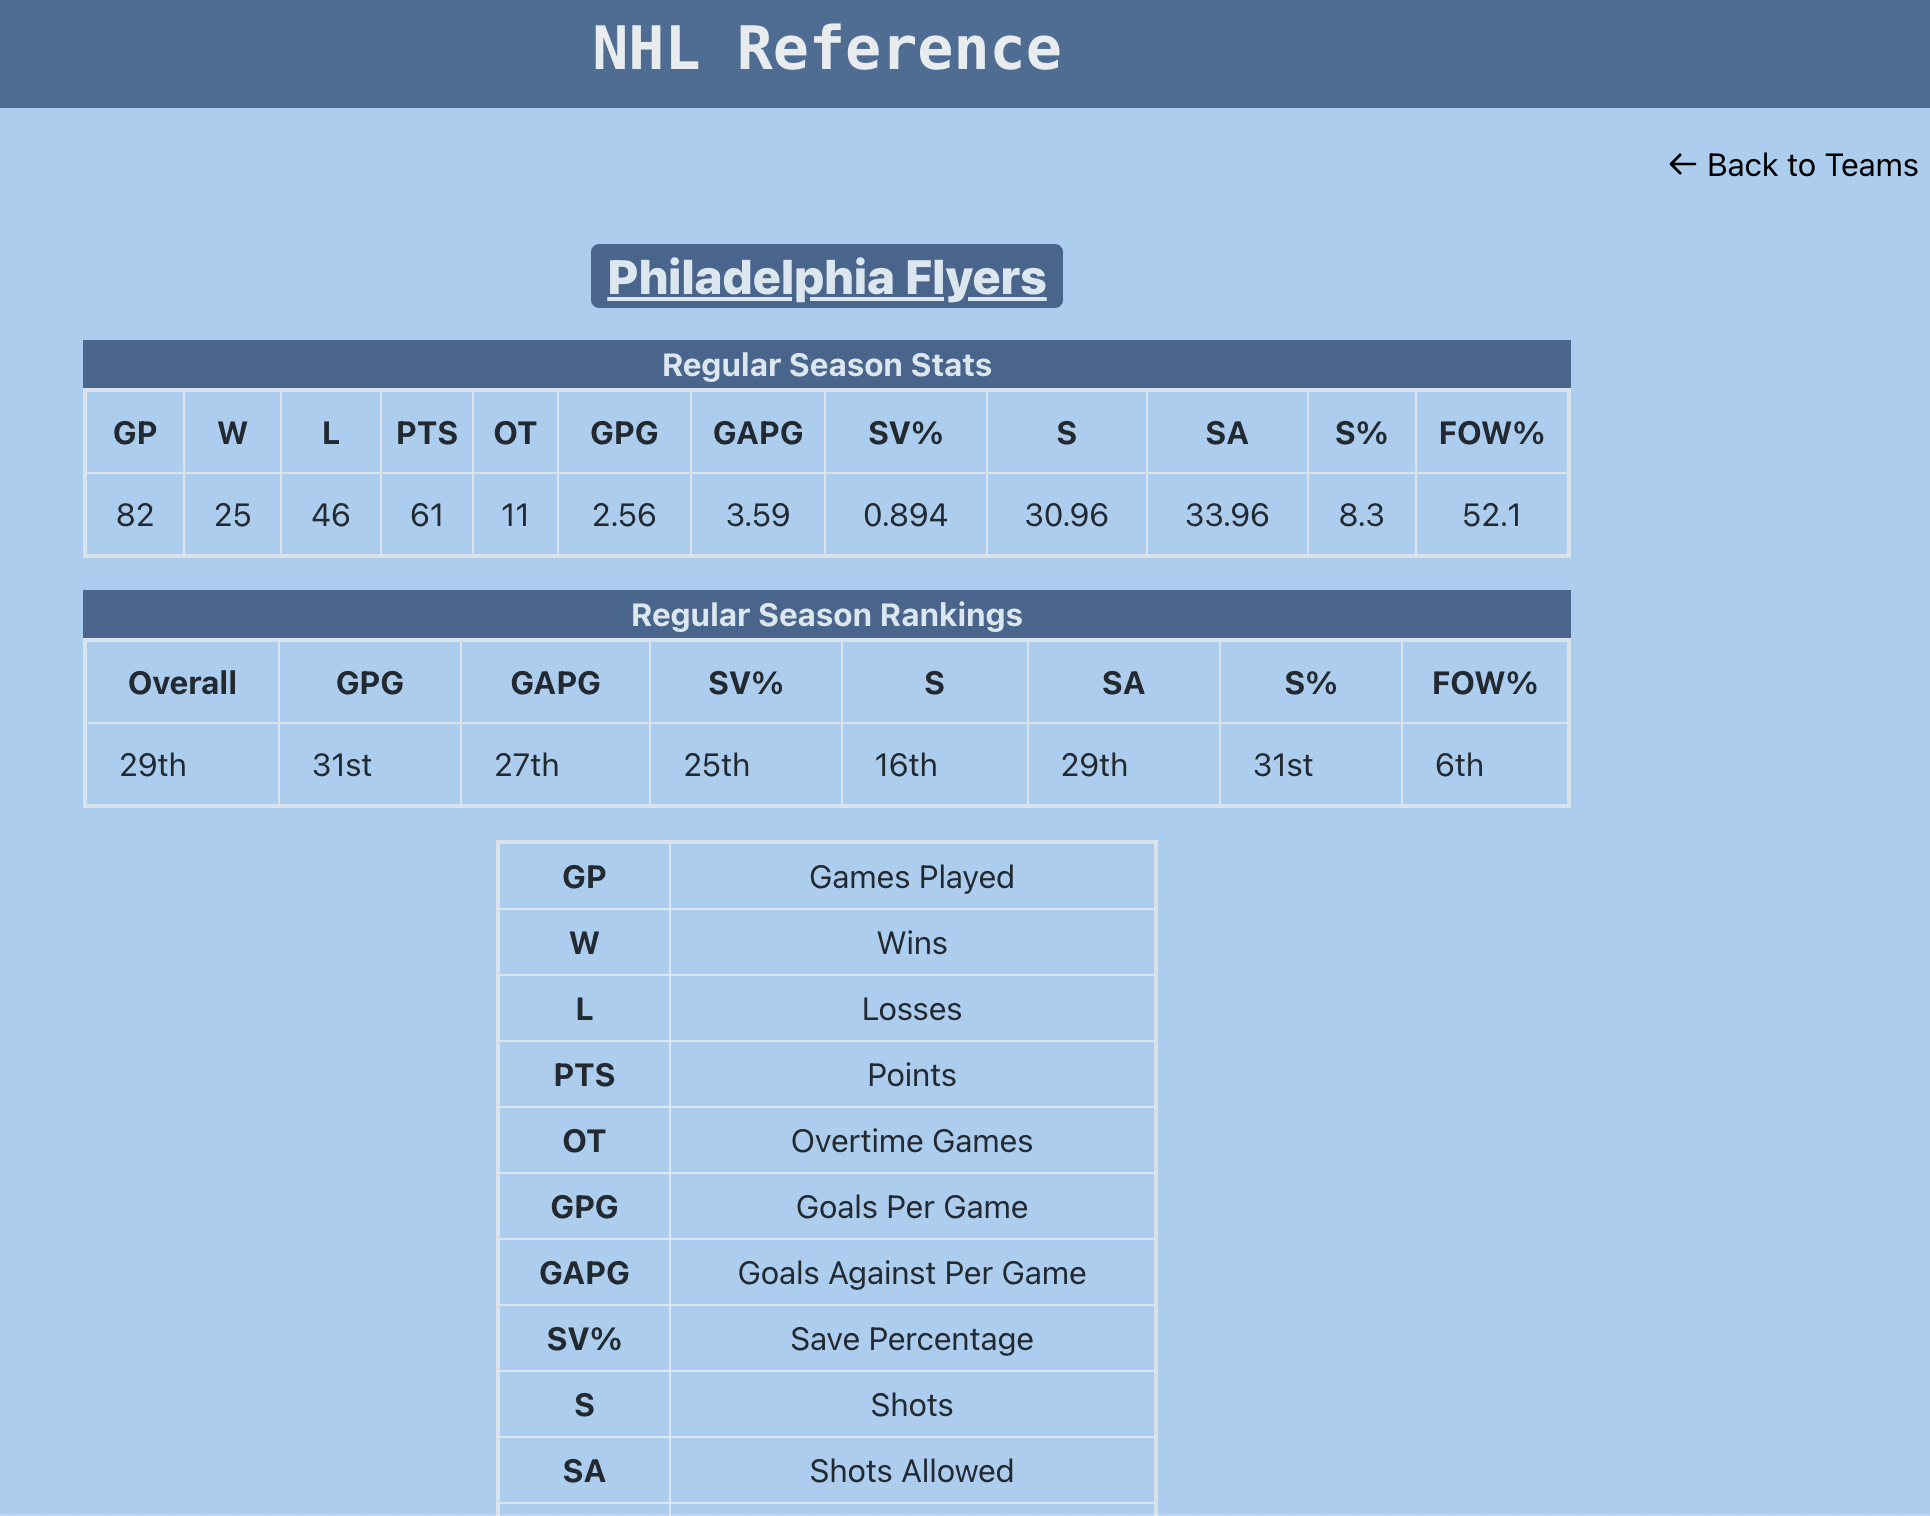 NHL Reference
← Back to Teams
Philadelphia Flyers
Regular Season Stats
GP W L PTS OT GPG GAPG SV% S SA S% FOW%
82 25 46 61 11 2.56 3.59 0.894 30.96 33.96 8.3 52.1
Regular Season Rankings
Overall GPG GAPG SV% S SA S% FOW%
29th 31st 27th 25th 16th 29th 31st 6th
GP Games Played
W Wins
L Losses
PTS Points
OT Overtime Games
GPG Goals Per Game
GAPG Goals Against Per Game
SV% Save Percentage
S Shots
SA Shots Allowed